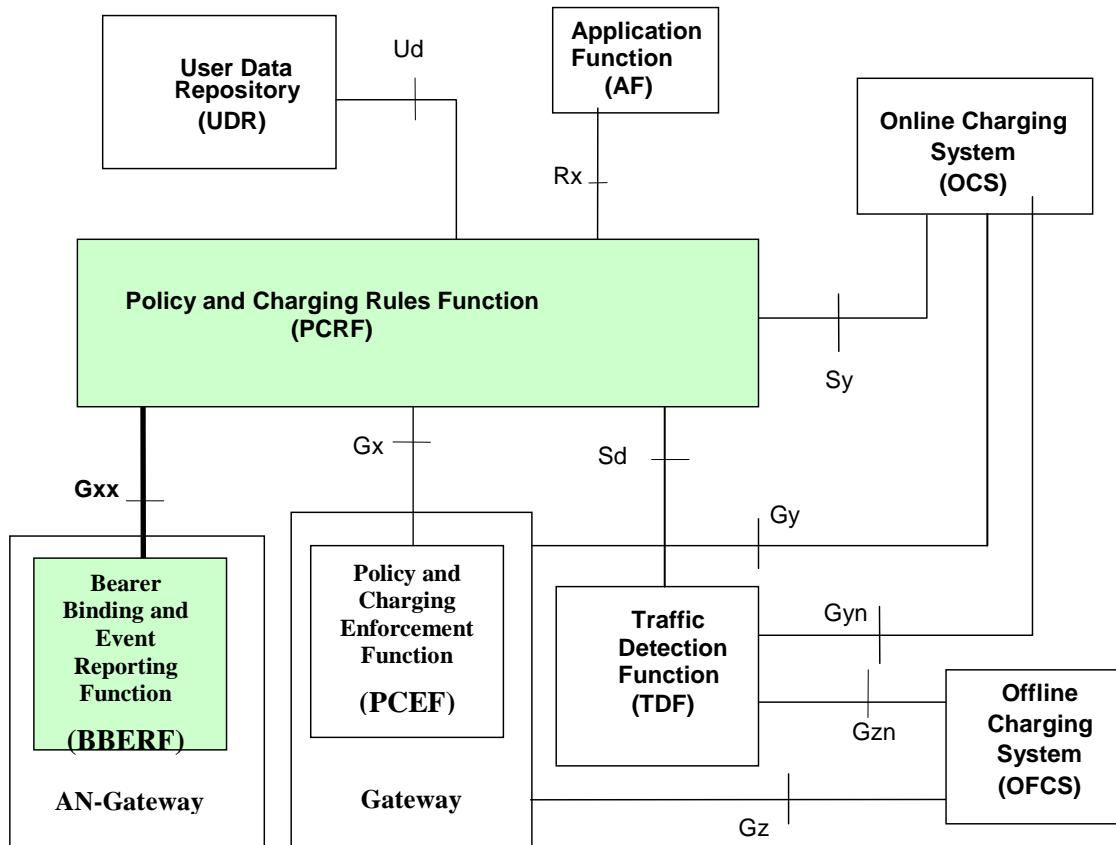 User Data
Repository
(UDR)
Ud
Application
Function
(AF)
Rx
Online Charging
System
(OCS)
Policy and Charging Rules Function
(PCRF)
Sy
Gxx
Gx
Sd
Gy
Bearer
Binding and
Event
Reporting
Function
(BBERF)
AN-Gateway
Policy and
Charging
Enforcement
Function
(PCEF)
Gateway
Traffic
Detection
Function
(TDF)
Gyn
Gzn
Offline
Charging
System
(OFCS)
Gz